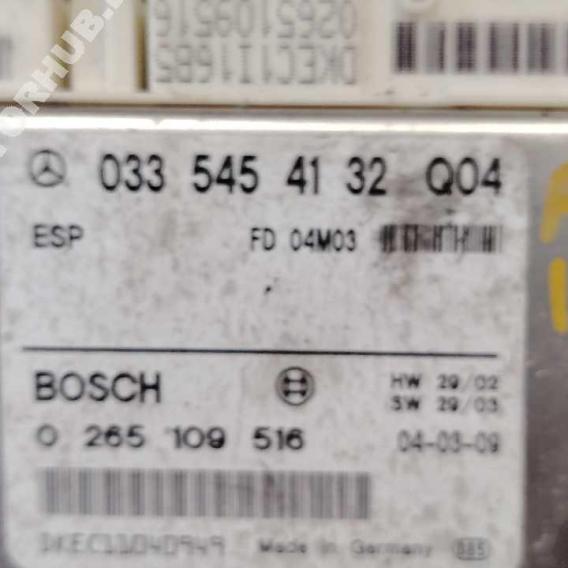 0265109516
DKEC1I16B5
033 545 41 32 Q04
ESP FD 04M03
BOSCH HW 29/02
SW 29/03
0 265 109 516 04-03-09
Made in Germany